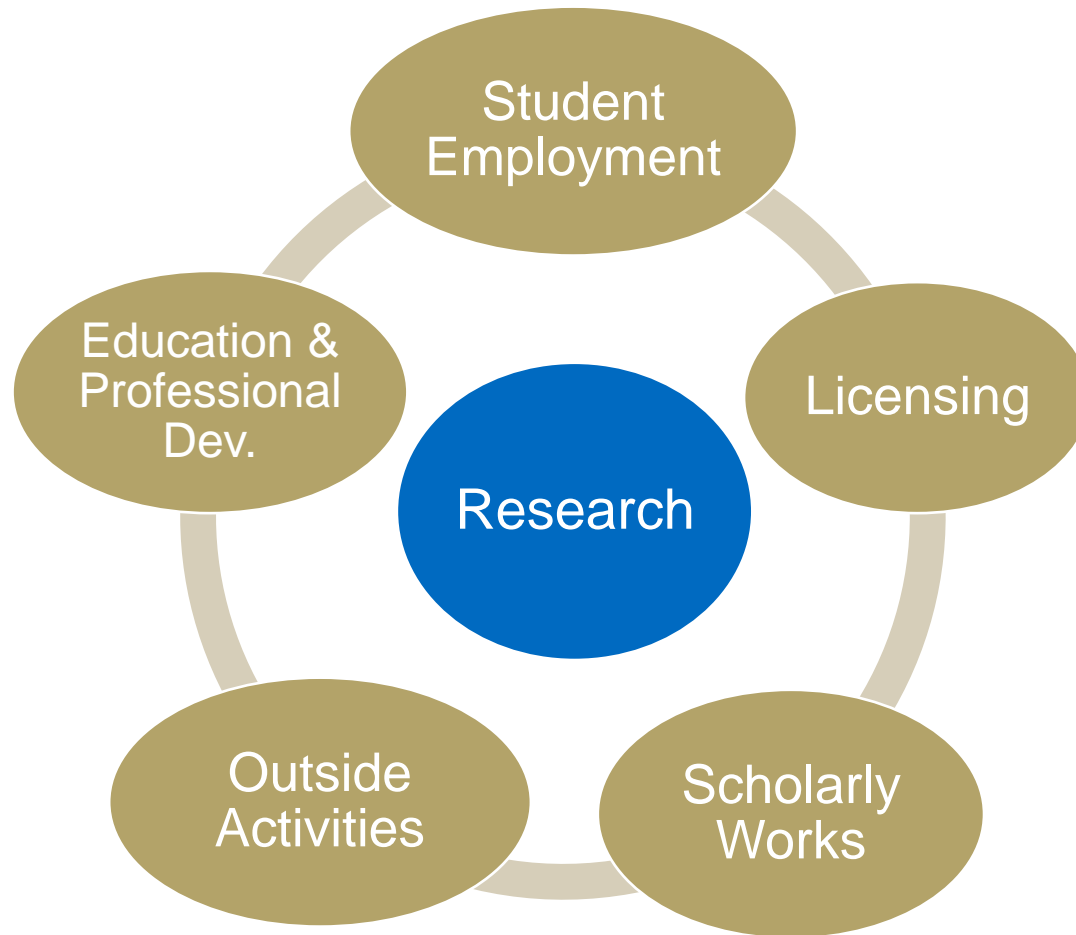 Student
Employment
Licensing
Scholarly
Works
Outside
Activities
Education &
Professional
Dev.
Research